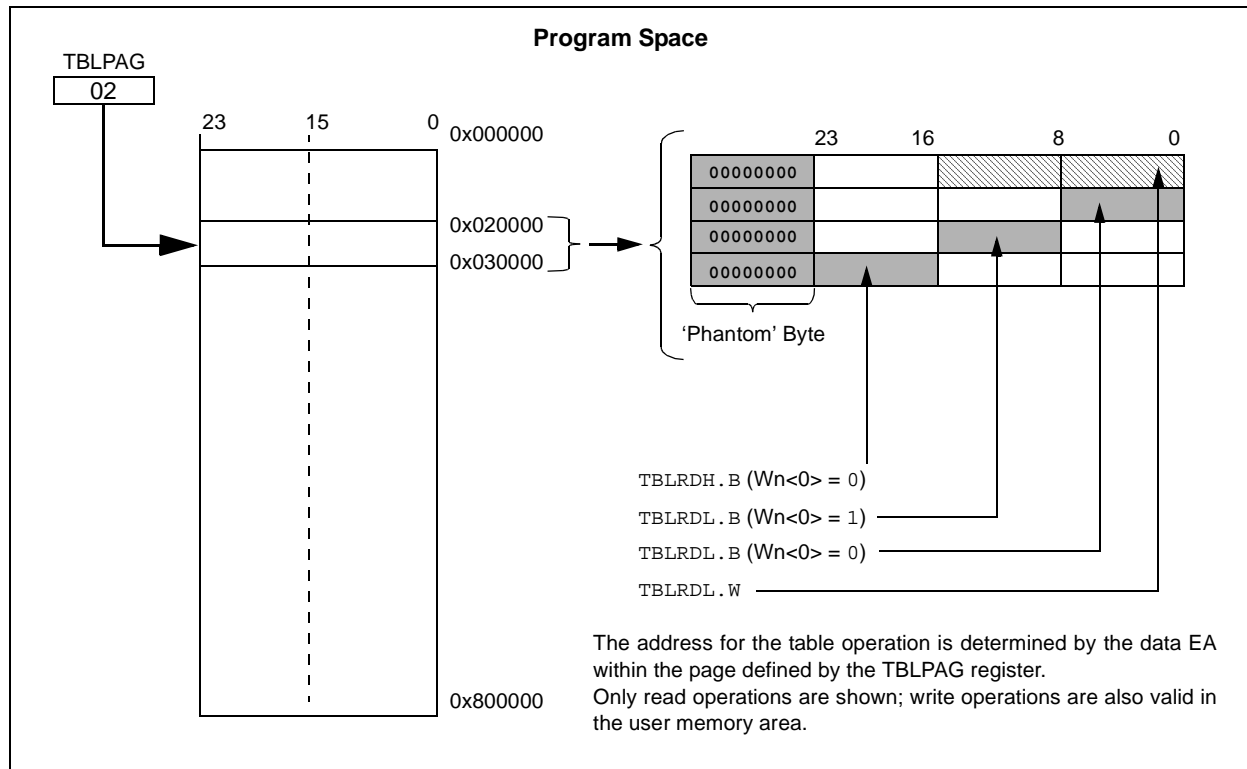 Program Space
TBLPAG
02
23 15 0
0x000000
0x020000
0x030000
0x800000
23 16 8 0
00000000
00000000
00000000
00000000
‘Phantom’ Byte
TBLRDH.B (Wn<0> = 0)
TBLRDL.B (Wn<0> = 1)
TBLRDL.B (Wn<0> = 0)
TBLRDL.W
The address for the table operation is determined by the data EA
within the page defined by the TBLPAG register.
Only read operations are shown; write operations are also valid in
the user memory area.